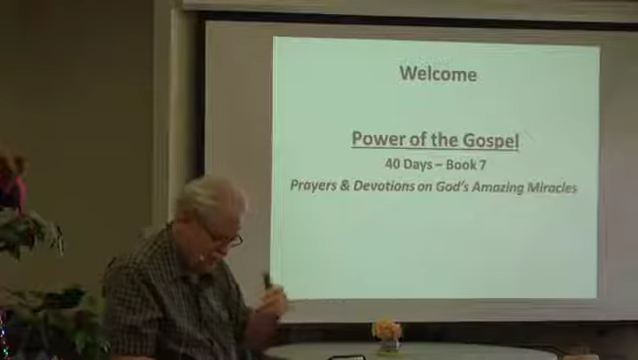 Welcome
Power of the Gospel
40 Days – Book 7
Prayers & Devotions on God's Amazing Miracles